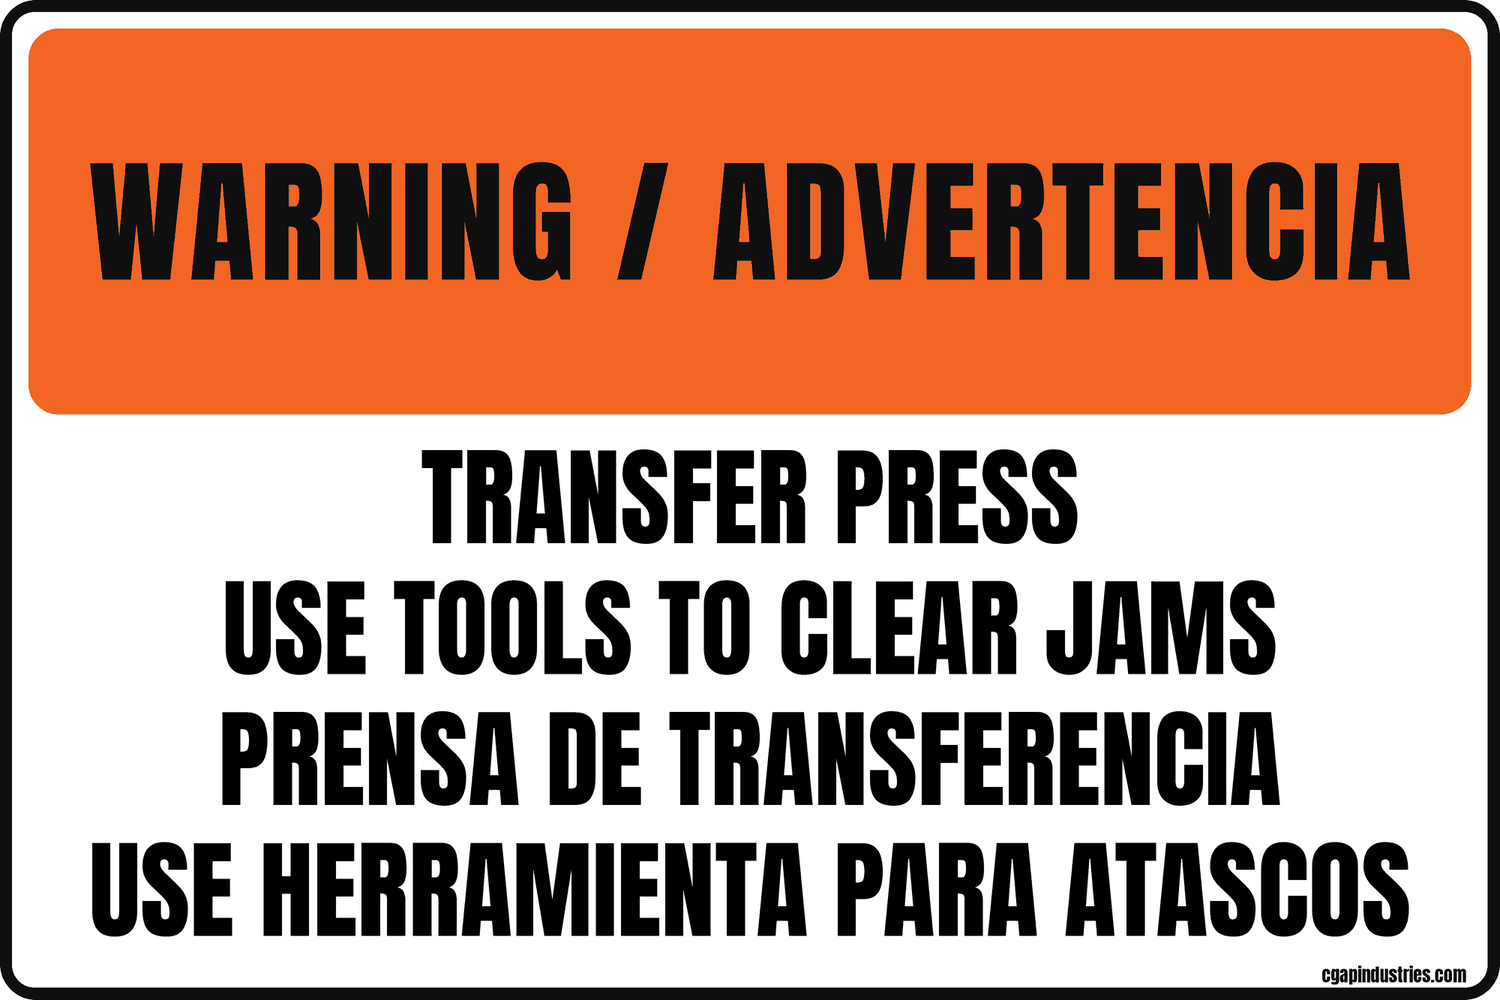 WARNING / ADVERTENCIA
TRANSFER PRESS
USE TOOLS TO CLEAR JAMS
PRENSA DE TRANSFERENCIA
USE HERRAMIENTA PARA ATASCOS
cgapindustries.com